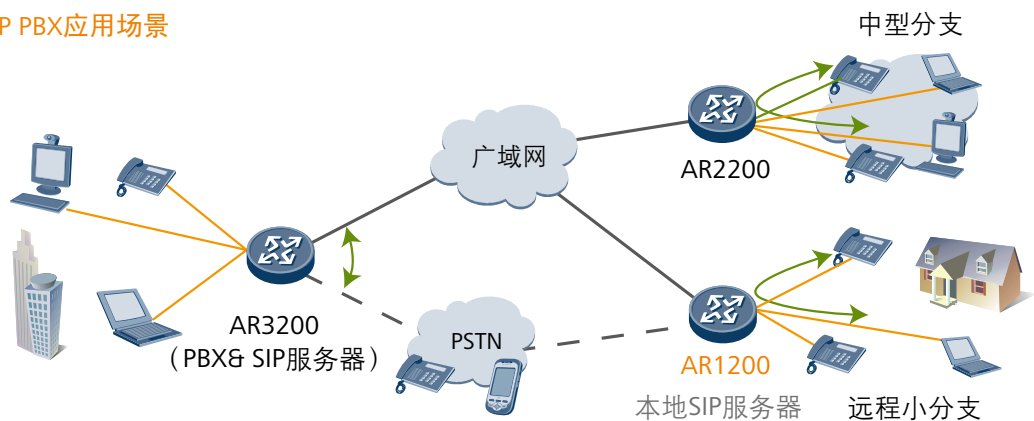 P PBX应用场景
中型分支
广域网
AR2200
AR3200
（PBX& SIP服务器）
PSTN
AR1200
本地SIP服务器
远程小分支